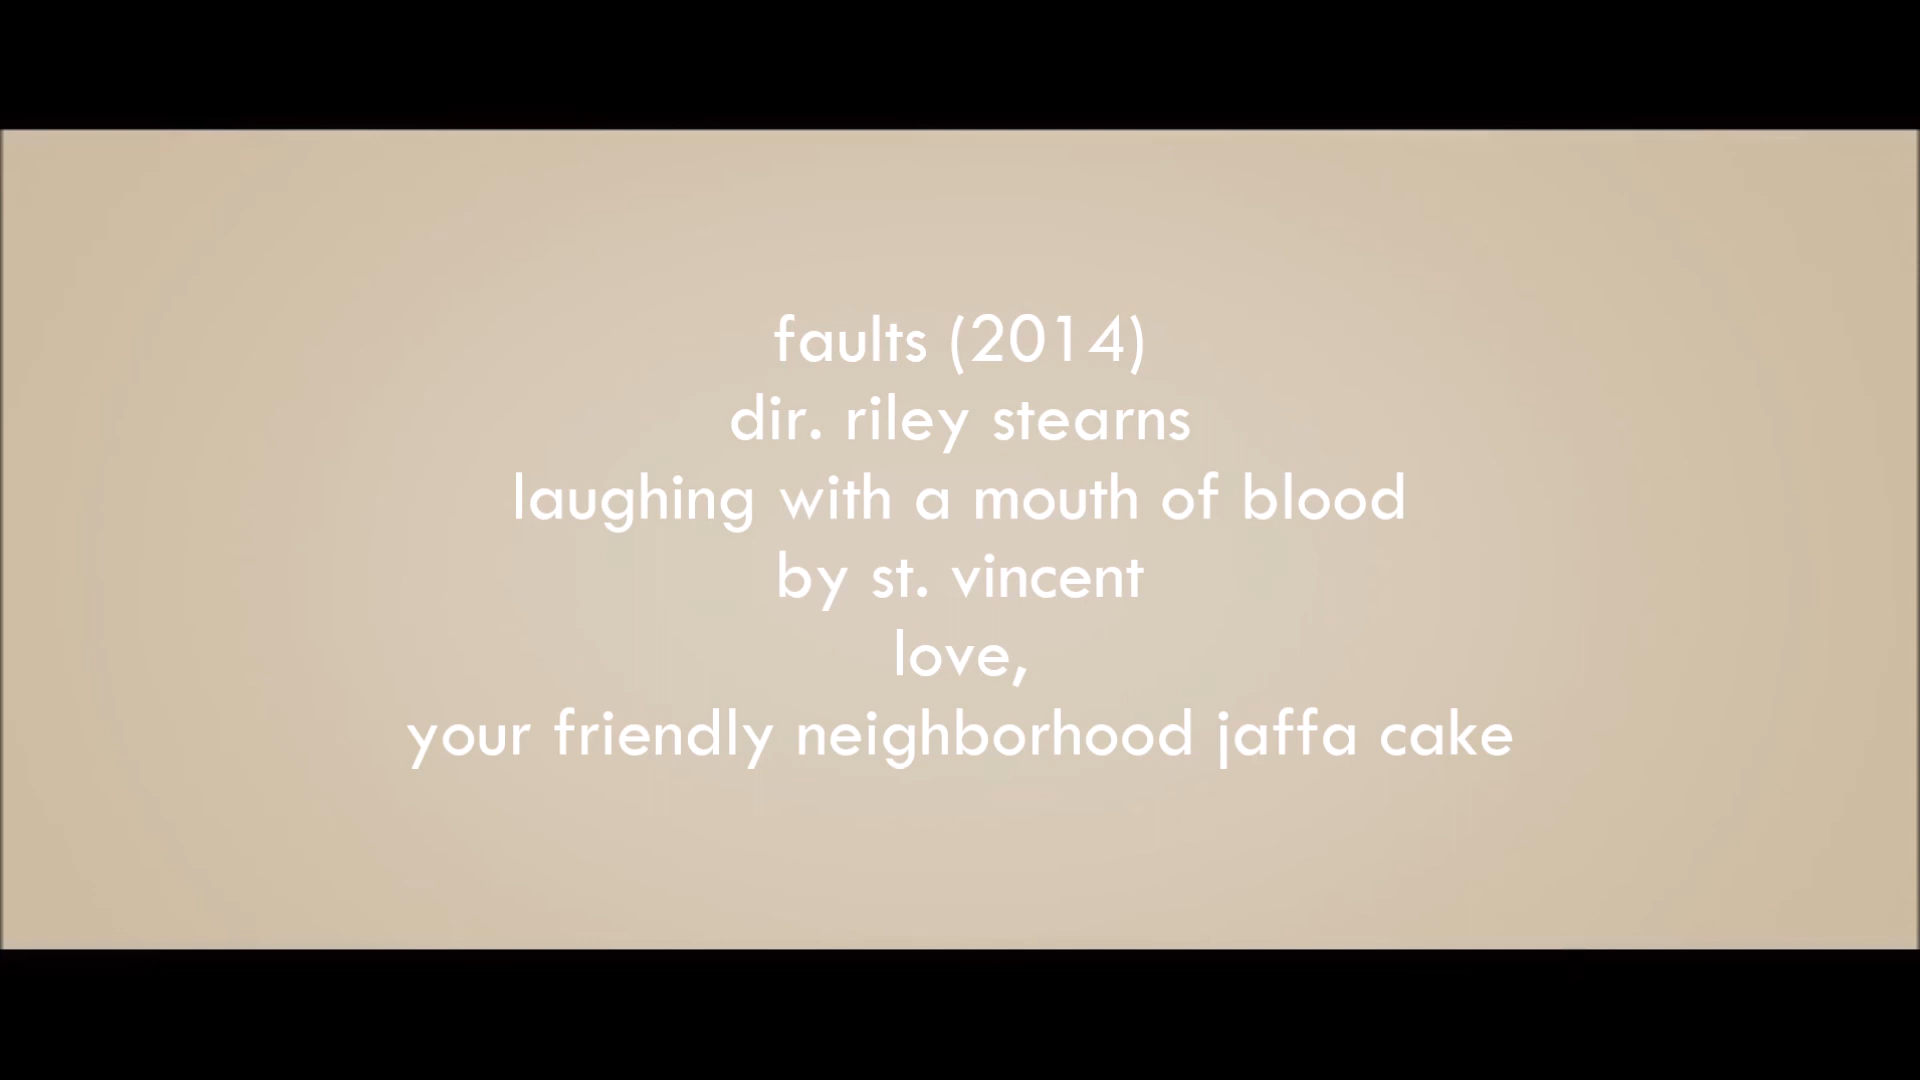 faults (2014)
dir. riley stearns
laughing with a mouth of blood
by st. vincent
love,
your friendly neighborhood jaffa cake